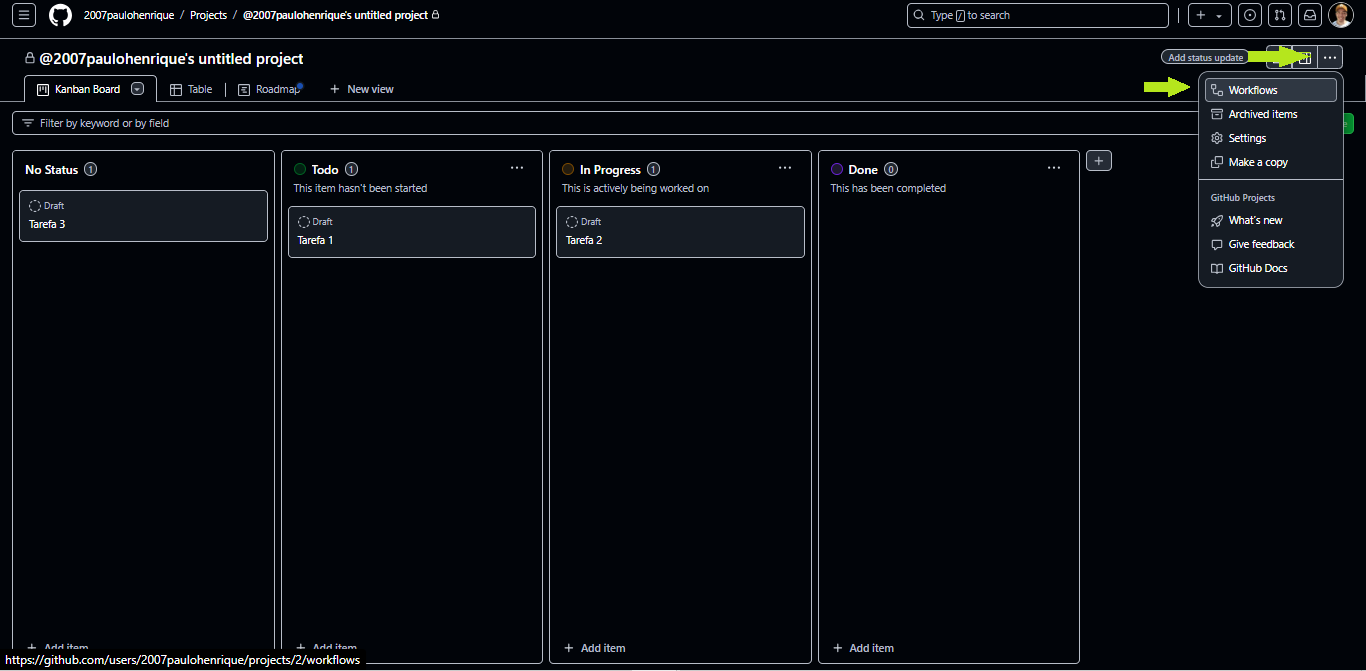 2007paulohenrique / Projects / @2007paulohenrique's untitled project
Type / to search
@2007paulohenrique's untitled project
Add status update
Kanban Board
Table
Roadmap
New view
Filter by keyword or by field
Workflows
Archived items
Settings
Make a copy
GitHub Projects
What's new
Give feedback
GitHub Docs
No Status 1
Draft
Tarefa 3
Add item
Todo 1
This item hasn't been started
Draft
Tarefa 1
Add item
In Progress 1
This is actively being worked on
Draft
Tarefa 2
Add item
Done 0
This has been completed
Add item
https://github.com/users/2007paulohenrique/projects/2/workflows